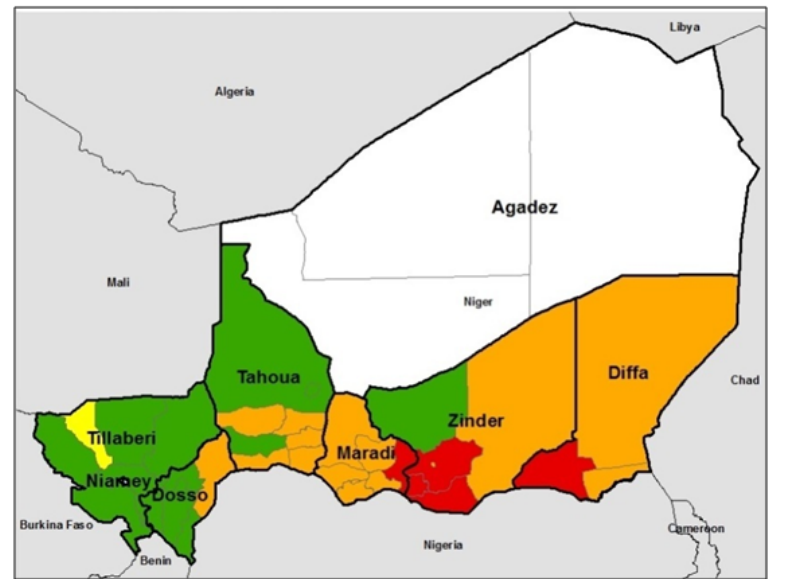 Libya
Algeria
Agadez
Mali
Niger
Tahoua
Diffa
Chad
Zinder
Tillaberi
Maradi
Niamey
Dosso
Burkina Faso
Cameroon
Nigeria
Benin